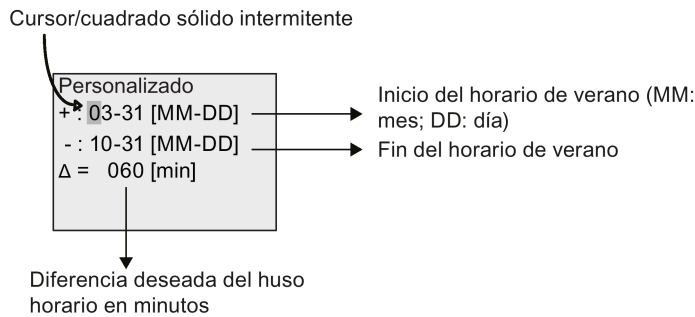 Cursor/cuadrado sólido intermitente
Personalizado
+ : 03-31 [MM-DD]
- : 10-31 [MM-DD]
Δ = 060 [min]
Inicio del horario de verano (MM:
mes; DD: día)
Fin del horario de verano
Diferencia deseada del huso
horario en minutos